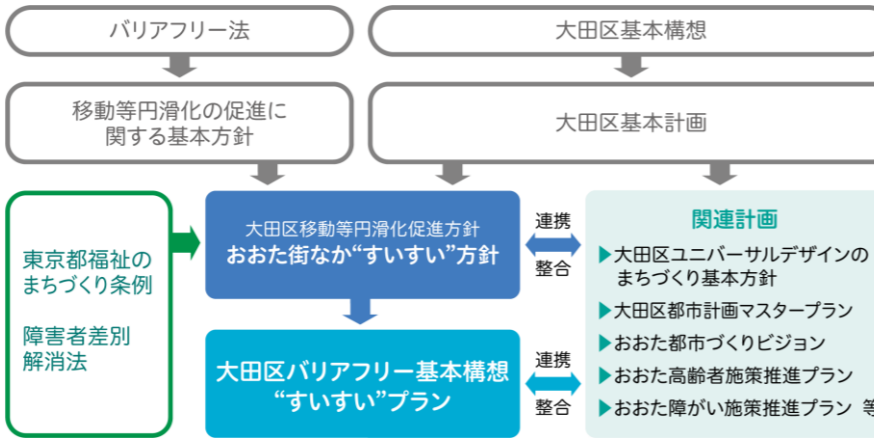 バリアフリー法
大田区基本構想
移動等円滑化の促進に
関する基本方針
大田区基本計画
東京都福祉の
まちづくり条例
障害者差別
解消法
大田区移動等円滑化促進方針
おおた街なか“すいすい”方針
連携
整合
大田区バリアフリー基本構想
“すいすい”プラン
連携
整合
関連計画
▶大田区ユニバーサルデザインの
まちづくり基本方針
▶大田区都市計画マスタープラン
▶おおた都市づくりビジョン
▶おおた高齢者施策推進プラン
▶おおた障がい施策推進プラン 等